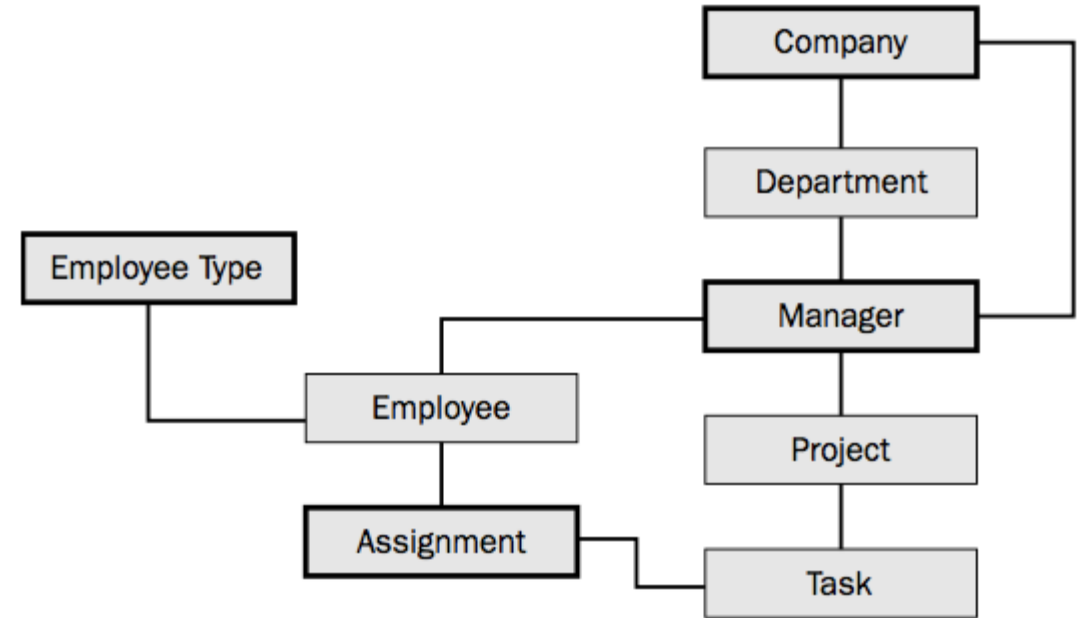 Company
Department
Employee Type
Manager
Employee
Project
Assignment
Task